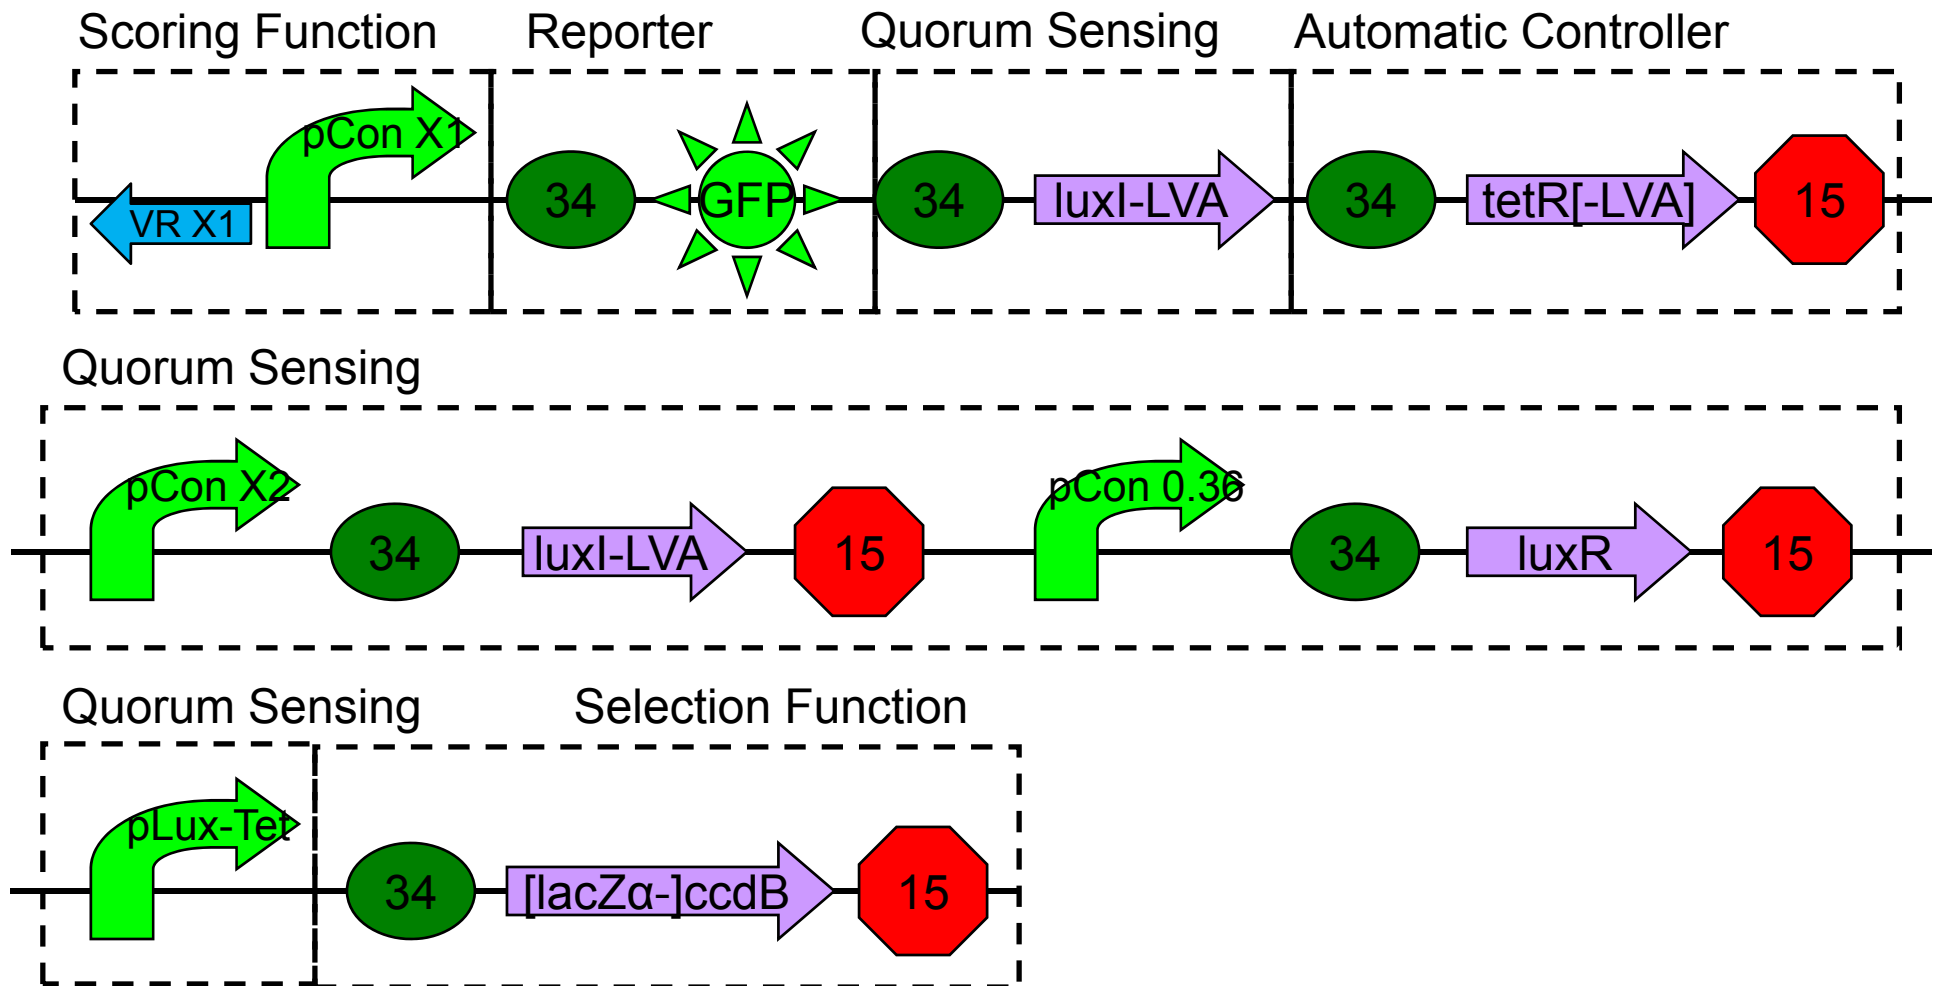 Scoring Function Reporter Quorum Sensing Automatic Controller
pCon X1
VR X1 34 GFP 34 luxI-LVA 34 tetR[-LVA] 15
Quorum Sensing
pCon X2 pCon 0.36
34 luxI-LVA 15 34 luxR 15
Quorum Sensing Selection Function
pLux-Tet
34 [lacZα-]ccdB 15